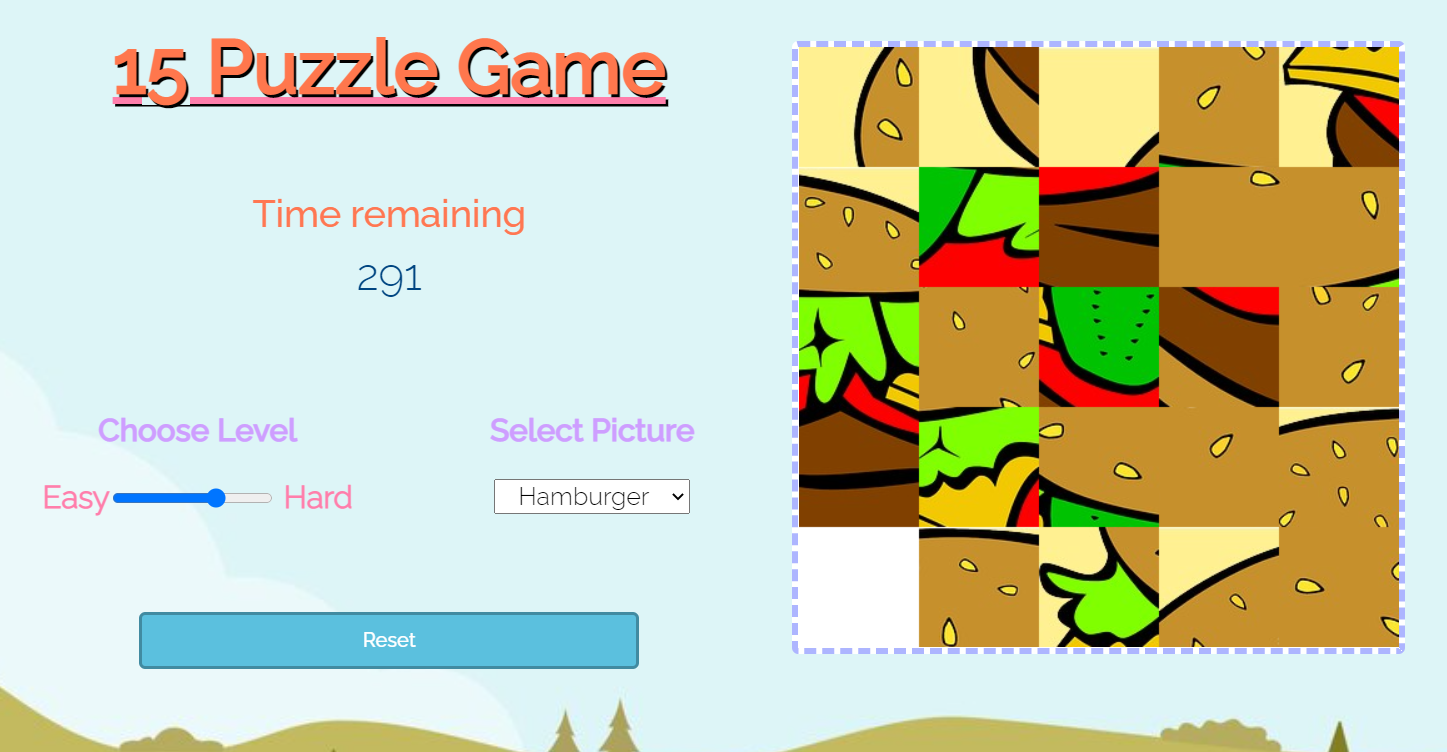 15 Puzzle Game
Time remaining
291
Choose Level
Select Picture
Easy
Hard
Hamburger
Reset